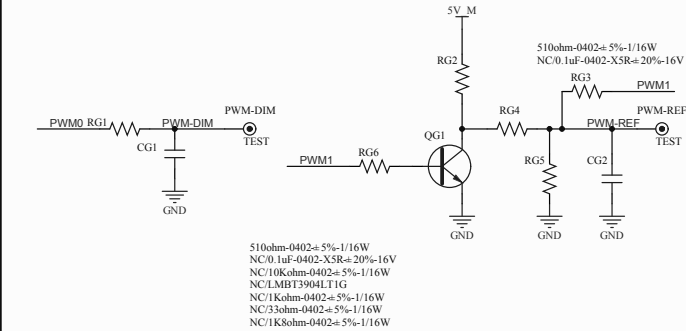 5V_M
RG2
510ohm-0402-±5%-1/16W
NC/0.1uF-0402-X5R-±20%-16V
RG3
PWM1
PWM0 RG1
PWM-DIM
PWM-DIM
TEST
CG1
GND
RG4
PWM-REF
PWM-REF
TEST
QG1
PWM1
RG6
RG5
CG2
GND
GND
GND
510ohm-0402-±5%-1/16W
NC/0.1uF-0402-X5R-±20%-16V
NC/10Kohm-0402-±5%-1/16W
NC/LMBT3904LT1G
NC/1Kohm-0402-±5%-1/16W
NC/33ohm-0402-±5%-1/16W
NC/1K8ohm-0402-±5%-1/16W